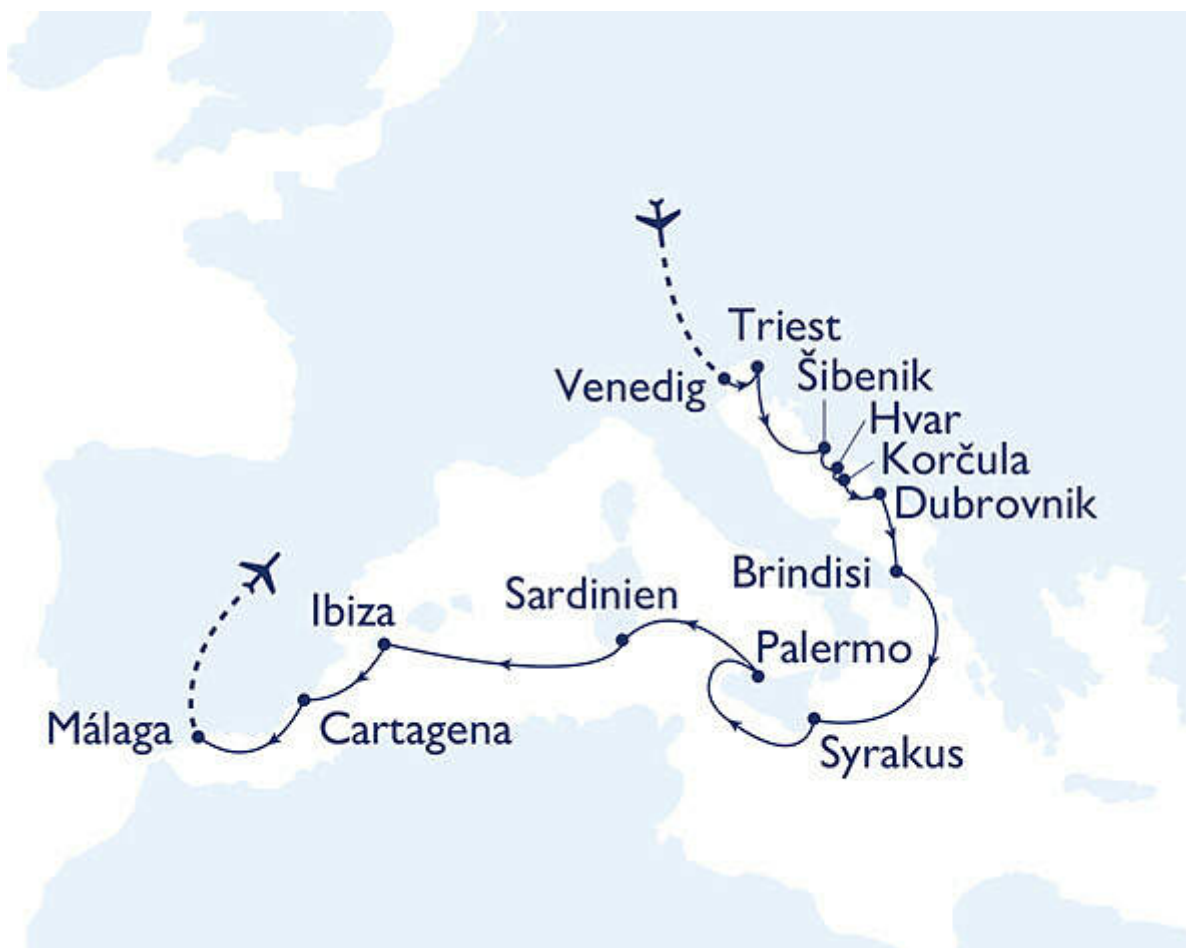 Triest
Venedig
Šibenik
Hvar
Korčula
Dubrovnik
Brindisi
Sardinien
Ibiza
Palermo
Málaga
Cartagena
Syrakus